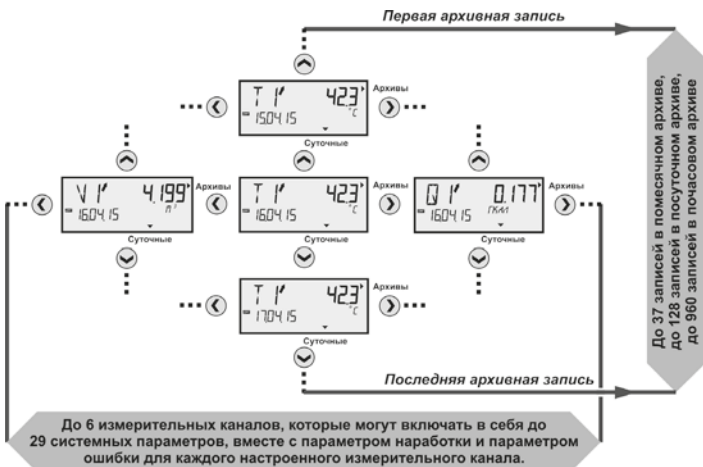 Первая архивная запись
T 1' 42.3
Архивы
15.04.15 °C
Суточные
V 1' 4.199
Архивы
16.04.15 м³
Суточные
T 1' 42.3
Архивы
16.04.15 °C
Суточные
Q 1' 0.177
Архивы
16.04.15 ГКАЛ
Суточные
T 1' 42.3
Архивы
17.04.15 °C
Суточные
Последняя архивная запись
До 37 записей в помесячном архиве,
до 128 записей в посуточном архиве,
до 960 записей в почасовом архиве
До 6 измерительных каналов, которые могут включать в себя до
29 системных параметров, вместе с параметром наработки и параметром
ошибки для каждого настроенного измерительного канала.